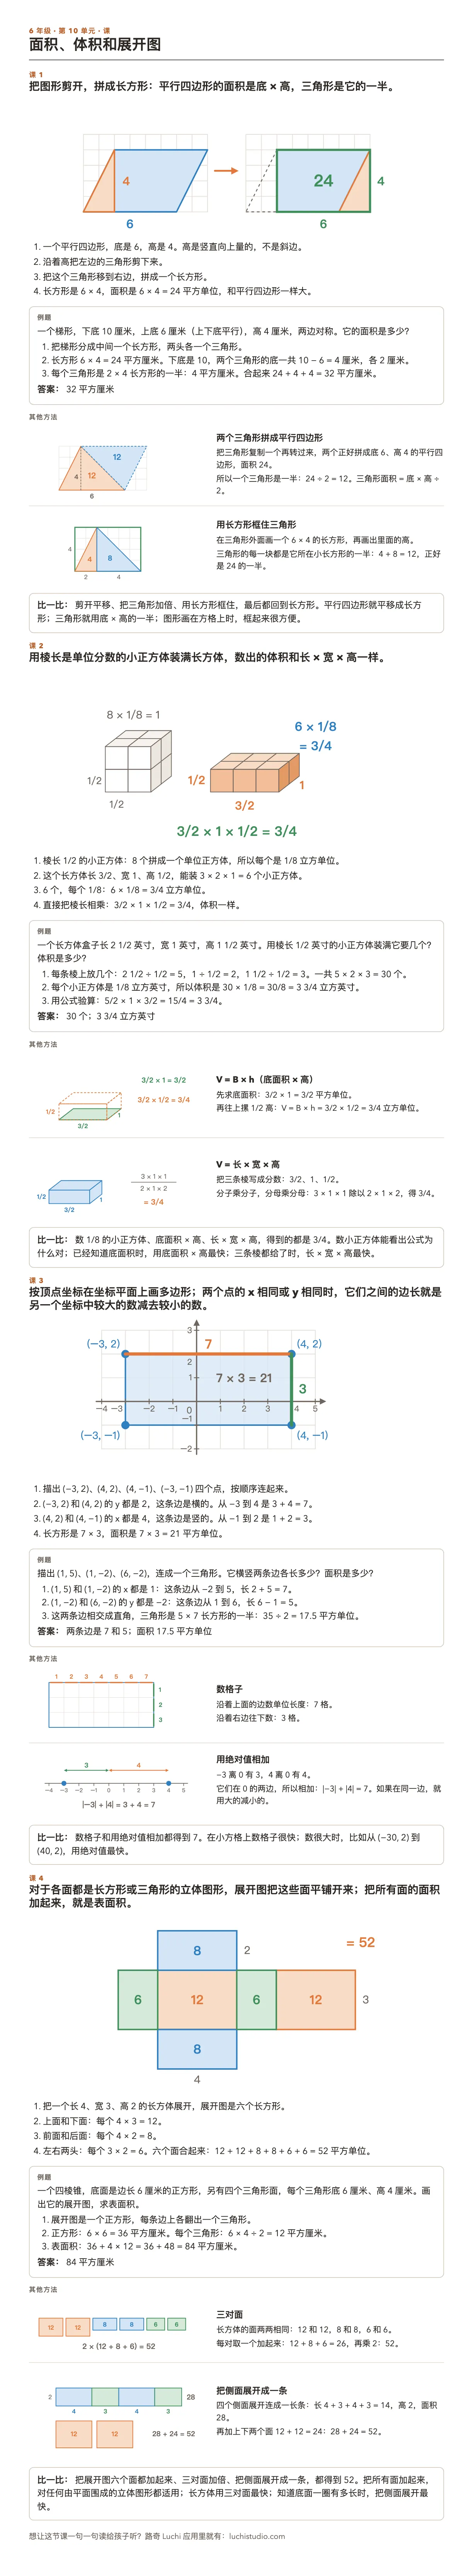 6 年级 · 第 10 单元 · 课
面积、体积和展开图
课 1
把图形剪开，拼成长方形：平行四边形的面积是底 × 高，三角形是它的一半。
4
6
24
4
6
1. 一个平行四边形，底是 6，高是 4。高是竖直向上量的，不是斜边。
2. 沿着高把左边的三角形剪下来。
3. 把这个三角形移到右边，拼成一个长方形。
4. 长方形是 6 × 4，面积是 6 × 4 = 24 平方单位，和平行四边形一样大。
例题
一个梯形，下底 10 厘米，上底 6 厘米（上下底平行），高 4 厘米，两边对称。它的面积是多少？
1. 把梯形分成中间一个长方形，两头各一个三角形。
2. 长方形 6 × 4 = 24 平方厘米。下底是 10，两个三角形的底一共 10 − 6 = 4 厘米，各 2 厘米。
3. 每个三角形是 2 × 4 长方形的一半：4 平方厘米。合起来 24 + 4 + 4 = 32 平方厘米。
答案： 32 平方厘米
其他方法
12
4
12
6
两个三角形拼成平行四边形
把三角形复制一个再转过来，两个正好拼成底 6、高 4 的平行四
边形，面积 24。
所以一个三角形是一半：24 ÷ 2 = 12。三角形面积 = 底 × 高 ÷
2。
4
4
8
2
4
用长方形框住三角形
在三角形外面画一个 6 × 4 的长方形，再画出里面的高。
三角形的每一块都是它所在小长方形的一半：4 + 8 = 12，正好
是 24 的一半。
比一比： 剪开平移、把三角形加倍、用长方形框住，最后都回到长方形。平行四边形就平移成长方
形；三角形就用底 × 高的一半；图形画在方格上时，框起来很方便。
课 2
用棱长是单位分数的小正方体装满长方体，数出的体积和长 × 宽 × 高一样。
8 × 1/8 = 1
1/2
1/2
6 × 1/8
= 3/4
1/2
1
3/2
3/2 × 1 × 1/2 = 3/4
1. 棱长 1/2 的小正方体：8 个拼成一个单位正方体，所以每个是 1/8 立方单位。
2. 这个长方体长 3/2、宽 1、高 1/2，能装 3 × 2 × 1 = 6 个小正方体。
3. 6 个，每个 1/8：6 × 1/8 = 3/4 立方单位。
4. 直接把棱长相乘：3/2 × 1 × 1/2 = 3/4，体积一样。
例题
一个长方体盒子长 2 1/2 英寸，宽 1 英寸，高 1 1/2 英寸。用棱长 1/2 英寸的小正方体装满它要几个？
体积是多少？
1. 每条棱上放几个：2 1/2 ÷ 1/2 = 5，1 ÷ 1/2 = 2，1 1/2 ÷ 1/2 = 3。一共 5 × 2 × 3 = 30 个。
2. 每个小正方体是 1/8 立方英寸，所以体积是 30 × 1/8 = 30/8 = 3 3/4 立方英寸。
3. 用公式验算：5/2 × 1 × 3/2 = 15/4 = 3 3/4。
答案： 30 个；3 3/4 立方英寸
其他方法
3/2 × 1 = 3/2
3/2 × 1/2 = 3/4
1/2
1
3/2
V = B × h（底面积 × 高）
先求底面积：3/2 × 1 = 3/2 平方单位。
再往上摞 1/2 高：V = B × h = 3/2 × 1/2 = 3/4 立方单位。
1/2
1
3/2
3 × 1 × 1
2 × 1 × 2
= 3/4
V = 长 × 宽 × 高
把三条棱写成分数：3/2、1、1/2。
分子乘分子，分母乘分母：3 × 1 × 1 除以 2 × 1 × 2，得 3/4。
比一比： 数 1/8 的小正方体、底面积 × 高、长 × 宽 × 高，得到的都是 3/4。数小正方体能看出公式为
什么对；已经知道底面积时，用底面积 × 高最快；三条棱都给了时，长 × 宽 × 高最快。
课 3
按顶点坐标在坐标平面上画多边形；两个点的 x 相同或 y 相同时，它们之间的边长就是
另一个坐标中较大的数减去较小的数。
3
(−3, 2)
7
(4, 2)
2
1
7 × 3 = 21
3
−4 −3 −2 −1 0 1 2 3 4 5
−1
(−3, −1)
(4, −1)
−2
1. 描出 (−3, 2)、(4, 2)、(4, −1)、(−3, −1) 四个点，按顺序连起来。
2. (−3, 2) 和 (4, 2) 的 y 都是 2，这条边是横的。从 −3 到 4 是 3 + 4 = 7。
3. (4, 2) 和 (4, −1) 的 x 都是 4，这条边是竖的。从 −1 到 2 是 1 + 2 = 3。
4. 长方形是 7 × 3，面积是 7 × 3 = 21 平方单位。
例题
描出 (1, 5)、(1, −2)、(6, −2)，连成一个三角形。它横竖两条边各长多少？面积是多少？
1. (1, 5) 和 (1, −2) 的 x 都是 1：这条边从 −2 到 5，长 2 + 5 = 7。
2. (1, −2) 和 (6, −2) 的 y 都是 −2：这条边从 1 到 6，长 6 − 1 = 5。
3. 这两条边相交成直角，三角形是 5 × 7 长方形的一半：35 ÷ 2 = 17.5 平方单位。
答案： 两条边是 7 和 5；面积 17.5 平方单位
其他方法
1 2 3 4 5 6 7
1
2
3
数格子
沿着上面的边数单位长度：7 格。
沿着右边往下数：3 格。
3
4
−4 −3 −2 −1 0 1 2 3 4 5
|−3| + |4| = 3 + 4 = 7
用绝对值相加
−3 离 0 有 3，4 离 0 有 4。
它们在 0 的两边，所以相加：|−3| + |4| = 7。如果在同一边，就
用大的减小的。
比一比： 数格子和用绝对值相加都得到 7。在小方格上数格子很快；数很大时，比如从 (−30, 2) 到
(40, 2)，用绝对值最快。
课 4
对于各面都是长方形或三角形的立体图形，展开图把这些面平铺开来；把所有面的面积
加起来，就是表面积。
8
2
= 52
6
12
6
12
3
8
4
1. 把一个长 4、宽 3、高 2 的长方体展开，展开图是六个长方形。
2. 上面和下面：每个 4 × 3 = 12。
3. 前面和后面：每个 4 × 2 = 8。
4. 左右两头：每个 3 × 2 = 6。六个面合起来：12 + 12 + 8 + 8 + 6 + 6 = 52 平方单位。
例题
一个四棱锥，底面是边长 6 厘米的正方形，另有四个三角形面，每个三角形底 6 厘米、高 4 厘米。画
出它的展开图，求表面积。
1. 展开图是一个正方形，每条边上各翻出一个三角形。
2. 正方形：6 × 6 = 36 平方厘米。每个三角形：6 × 4 ÷ 2 = 12 平方厘米。
3. 表面积：36 + 4 × 12 = 36 + 48 = 84 平方厘米。
答案： 84 平方厘米
其他方法
12 12 8 8 6 6
2 × (12 + 8 + 6) = 52
三对面
长方体的面两两相同：12 和 12，8 和 8，6 和 6。
每对取一个加起来：12 + 8 + 6 = 26，再乘 2：52。
2
28
4 3 4 3
12
12
28 + 24 = 52
把侧面展开成一条
四个侧面展开连成一长条：长 4 + 3 + 4 + 3 = 14，高 2，面积
28。
再加上下两个面 12 + 12 = 24：28 + 24 = 52。
比一比： 把展开图六个面都加起来、三对面加倍、把侧面展开成一条，都得到 52。把所有面加起来，
对任何由平面围成的立体图形都适用；长方体用三对面最快；知道底面一圈有多长时，把侧面展开最
快。
想让这节课一句一句读给孩子听？路奇 Luchi 应用里就有：luchistudio.com